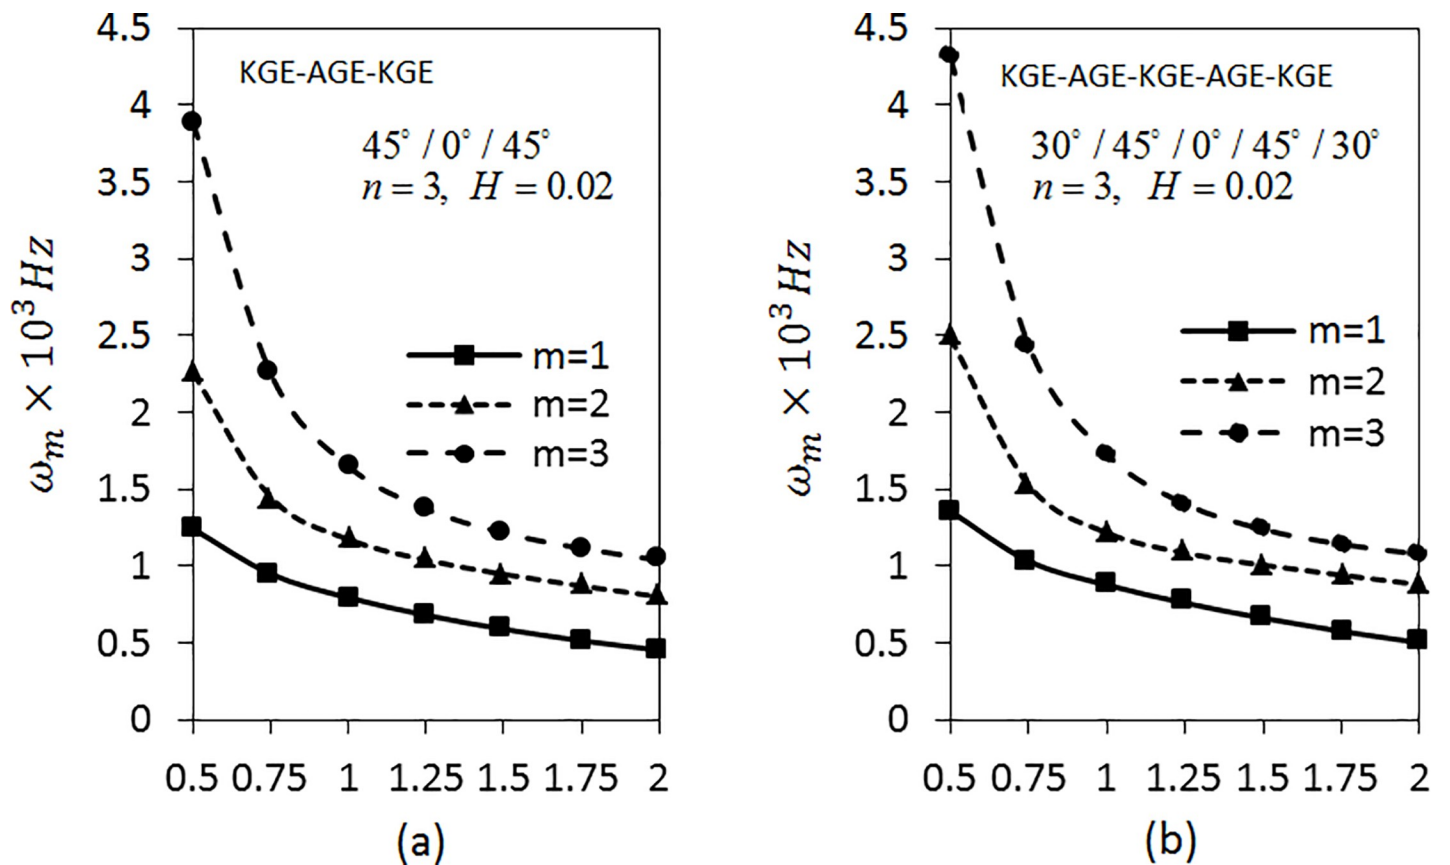 4.5
4
3.5
3
2.5
2
1.5
1
0.5
0
ω_m × 10³ Hz
KGE-AGE-KGE
45° / 0° / 45°
n = 3, H = 0.02
m=1
m=2
m=3
0.5 0.75 1 1.25 1.5 1.75 2
(a)
4.5
4
3.5
3
2.5
2
1.5
1
0.5
0
ω_m × 10³ Hz
KGE-AGE-KGE-AGE-KGE
30° / 45° / 0° / 45° / 30°
n = 3, H = 0.02
m=1
m=2
m=3
0.5 0.75 1 1.25 1.5 1.75 2
(b)